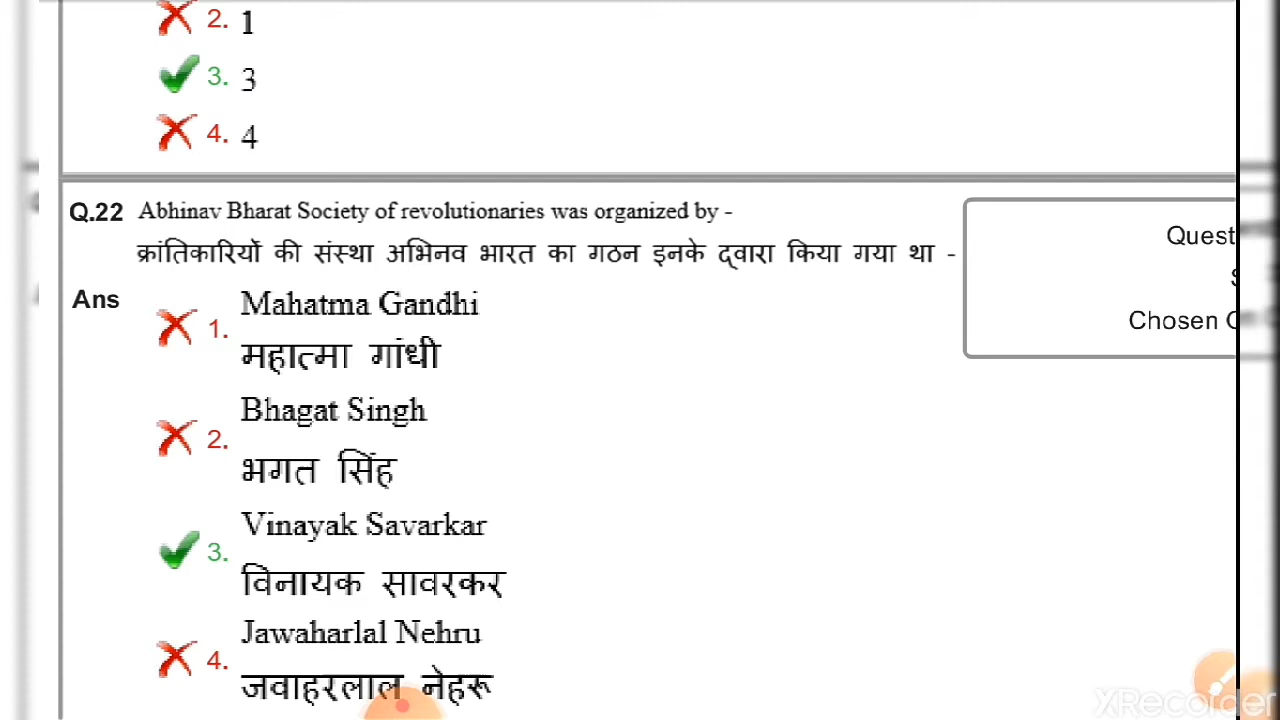 2. 1
3. 3
4. 4
Q.22 Abhinav Bharat Society of revolutionaries was organized by -
क्रांतिकारियों की संस्था अभिनव भारत का गठन इनके द्वारा किया गया था -
Quest
Chosen
Ans
1. Mahatma Gandhi
महात्मा गांधी
2. Bhagat Singh
भगत सिंह
3. Vinayak Savarkar
विनायक सावरकर
4. Jawaharlal Nehru
जवाहरलाल नेहरू
XRecorder